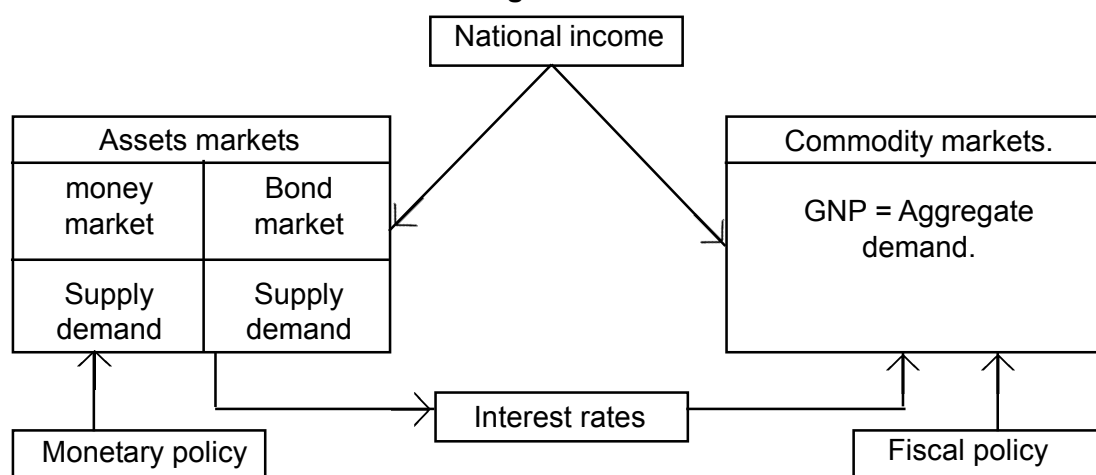 National income
Assets markets
money
market
Bond
market
Supply
demand
Supply
demand
Commodity markets.
GNP = Aggregate
demand.
Interest rates
Monetary policy
Fiscal policy